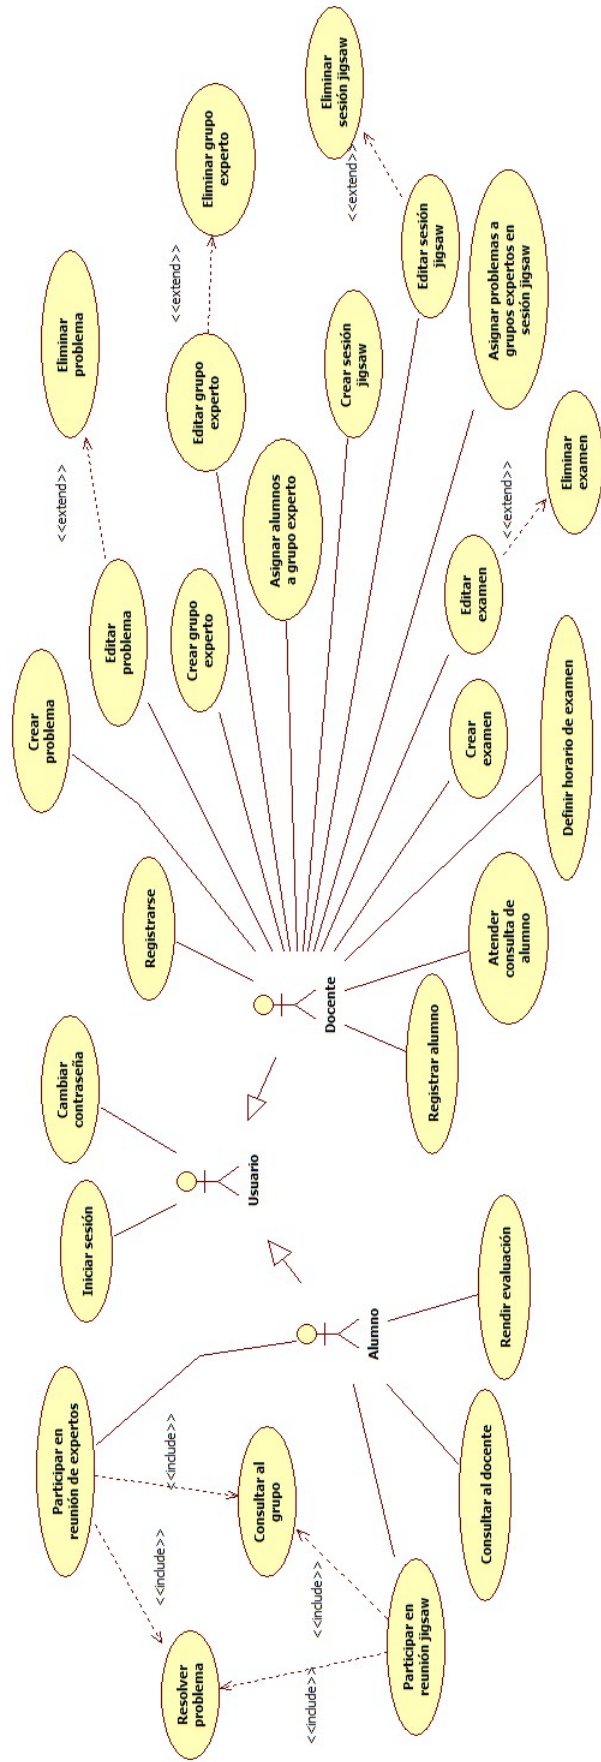 Participar en
reunión de expertos
<<include>>
<<include>>
Resolver
problema
Consultar al
grupo
<<include>>
<<include>>
Participar en
reunión jigsaw
Alumno
Consultar al docente
Rendir evaluación
Iniciar sesión
Cambiar
contraseña
Usuario
Registrarse
Docente
Registrar alumno
Atender
consulta de
alumno
Crear
problema
Editar
problema
<<extend>>
Eliminar
problema
Crear grupo
experto
Editar grupo
experto
<<extend>>
Eliminar grupo
experto
Asignar alumnos
a grupo experto
Crear sesión
jigsaw
Editar sesión
jigsaw
<<extend>>
Eliminar
sesión jigsaw
Asignar problemas a
grupos expertos en
sesión jigsaw
Editar
examen
<<extend>>
Eliminar
examen
Crear
examen
Definir horario de examen